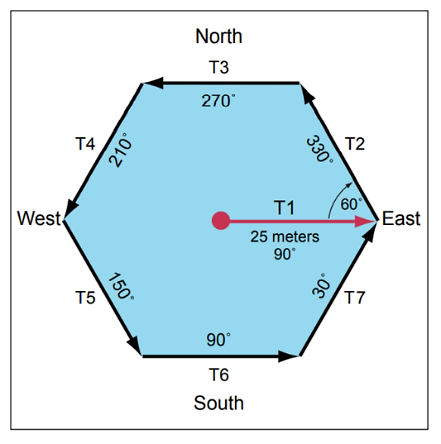 North
T3
270°
T4
210°
330°
T2
60°
West
T1
East
25 meters
90°
150°
30°
T5
T7
90°
T6
South